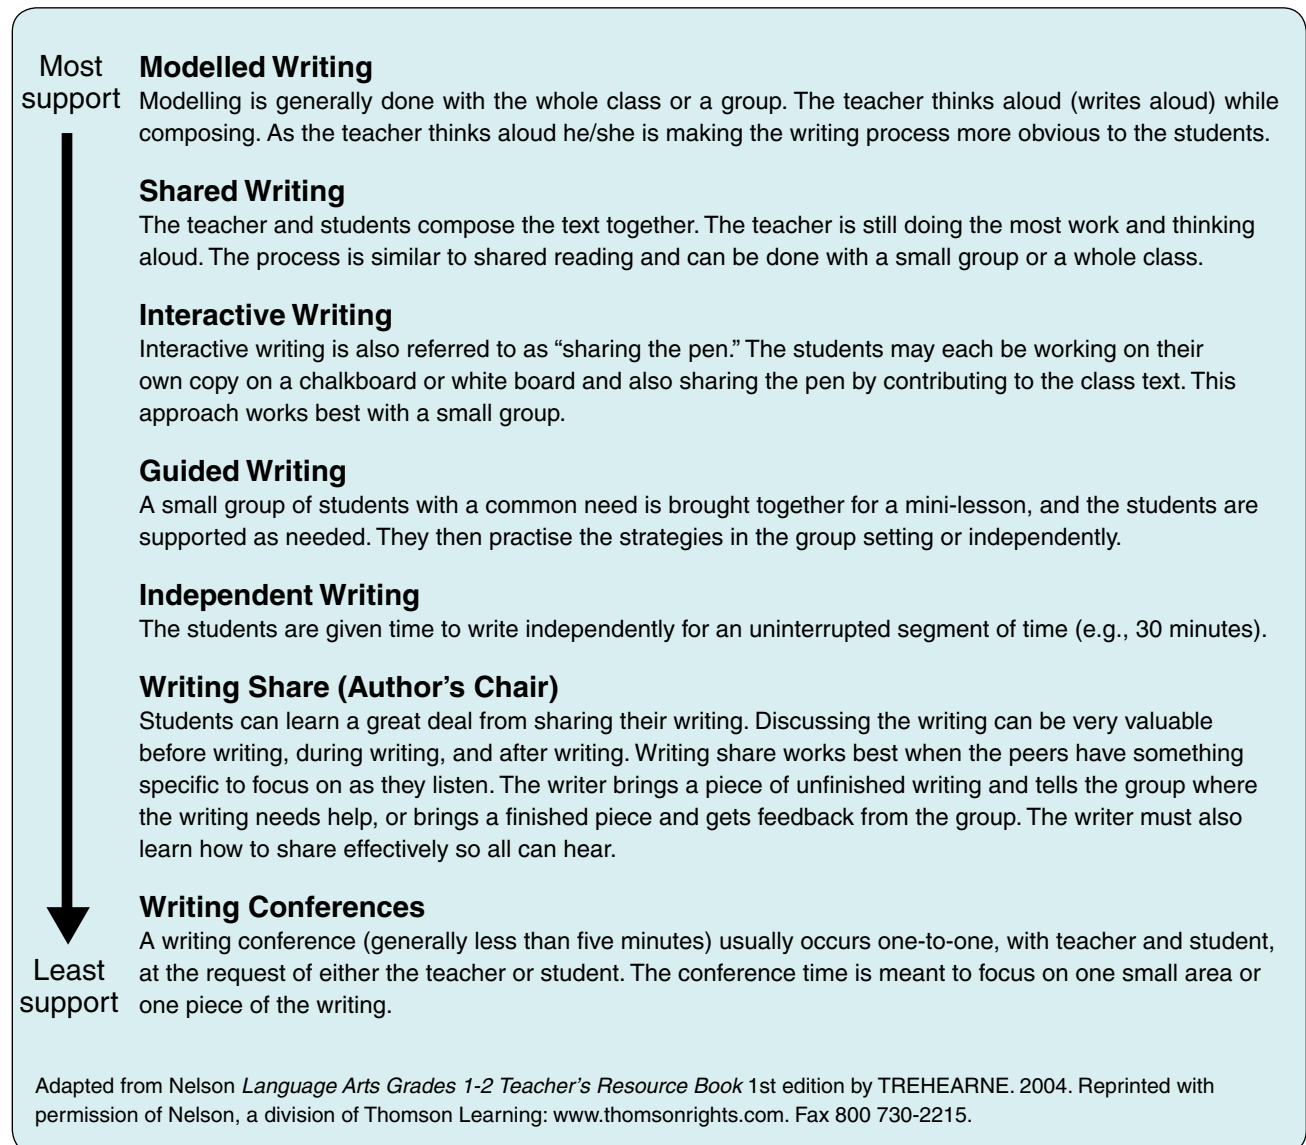 Most
support
Modelled Writing
Modelling is generally done with the whole class or a group. The teacher thinks aloud (writes aloud) while
composing. As the teacher thinks aloud he/she is making the writing process more obvious to the students.
Shared Writing
The teacher and students compose the text together. The teacher is still doing the most work and thinking
aloud. The process is similar to shared reading and can be done with a small group or a whole class.
Interactive Writing
Interactive writing is also referred to as “sharing the pen.” The students may each be working on their
own copy on a chalkboard or white board and also sharing the pen by contributing to the class text. This
approach works best with a small group.
Guided Writing
A small group of students with a common need is brought together for a mini-lesson, and the students are
supported as needed. They then practise the strategies in the group setting or independently.
Independent Writing
The students are given time to write independently for an uninterrupted segment of time (e.g., 30 minutes).
Writing Share (Author’s Chair)
Students can learn a great deal from sharing their writing. Discussing the writing can be very valuable
before writing, during writing, and after writing. Writing share works best when the peers have something
specific to focus on as they listen. The writer brings a piece of unfinished writing and tells the group where
the writing needs help, or brings a finished piece and gets feedback from the group. The writer must also
learn how to share effectively so all can hear.
Writing Conferences
A writing conference (generally less than five minutes) usually occurs one-to-one, with teacher and student,
at the request of either the teacher or student. The conference time is meant to focus on one small area or
one piece of the writing.
Least
support
Adapted from Nelson Language Arts Grades 1-2 Teacher’s Resource Book 1st edition by TREHEARNE. 2004. Reprinted with
permission of Nelson, a division of Thomson Learning: www.thomsonrights.com. Fax 800 730-2215.